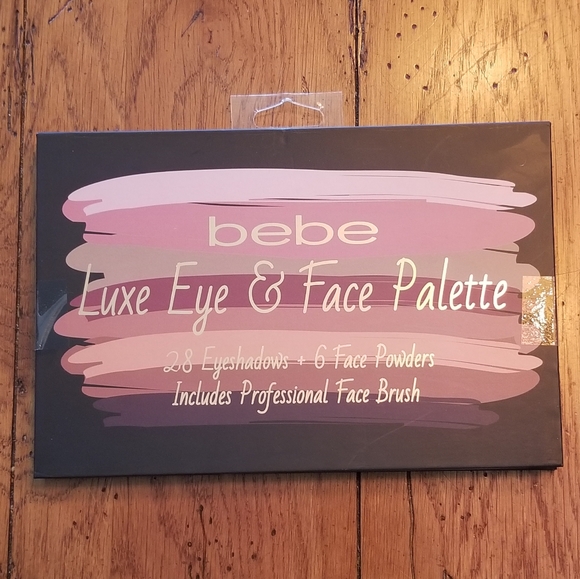 bebe
Luxe Eye & Face Palette
28 Eyeshadows + 6 Face Powders
Includes Professional Face Brush